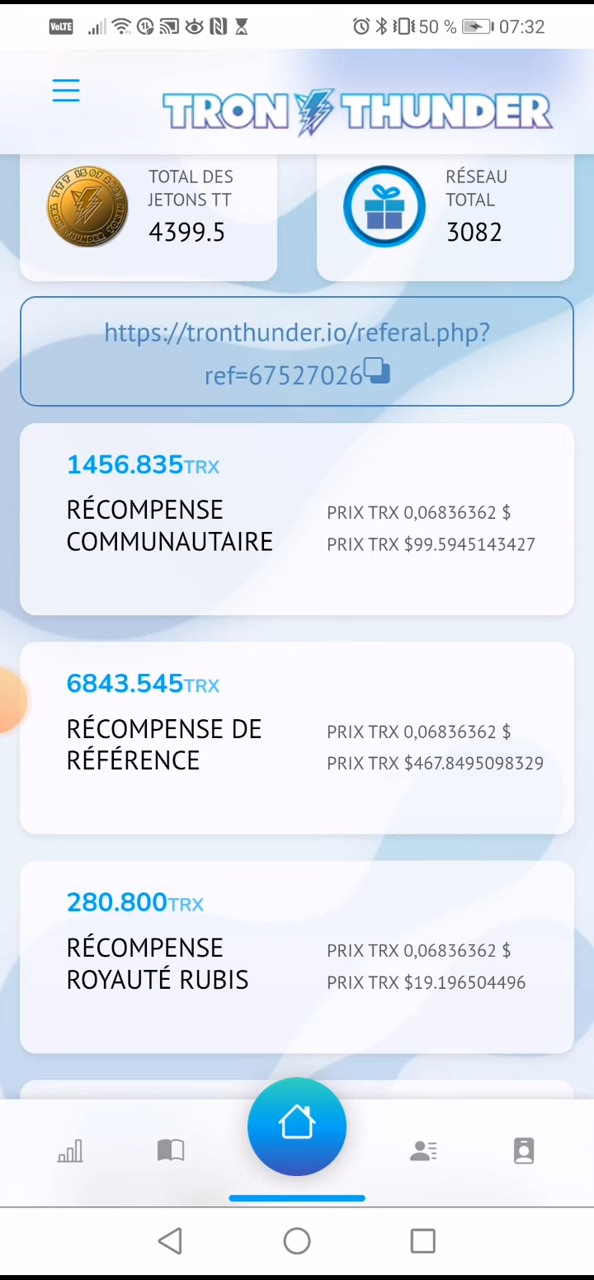 VoLTE
50 %
07:32
TRON THUNDER
TOTAL DES
JETONS TT
4399.5
RÉSEAU
TOTAL
3082
https://tronthunder.io/referal.php?
ref=67527026
1456.835TRX
RÉCOMPENSE
COMMUNAUTAIRE
PRIX TRX 0,06836362 $
PRIX TRX $99.5945143427
6843.545TRX
RÉCOMPENSE DE
RÉFÉRENCE
PRIX TRX 0,06836362 $
PRIX TRX $467.8495098329
280.800TRX
RÉCOMPENSE
ROYAUTÉ RUBIS
PRIX TRX 0,06836362 $
PRIX TRX $19.196504496